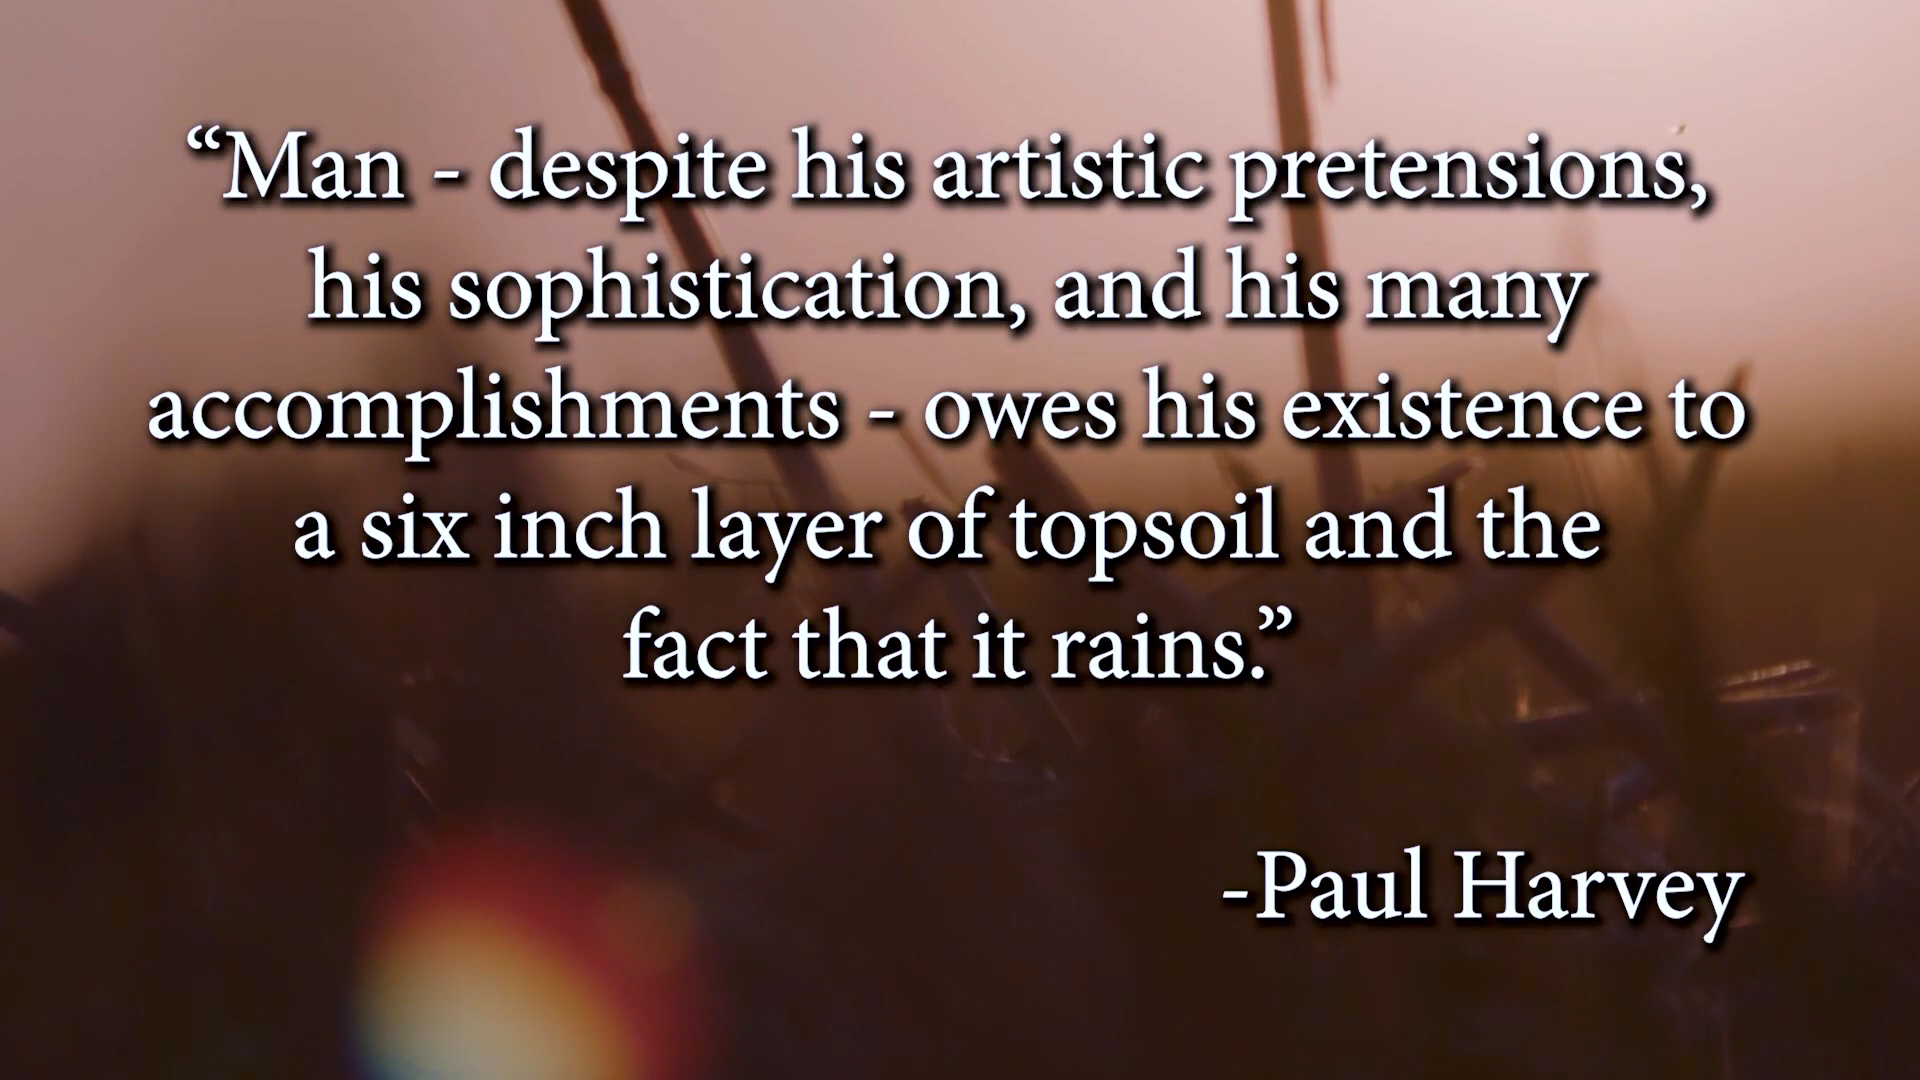 “Man - despite his artistic pretensions,
his sophistication, and his many
accomplishments - owes his existence to
a six inch layer of topsoil and the
fact that it rains.”
-Paul Harvey